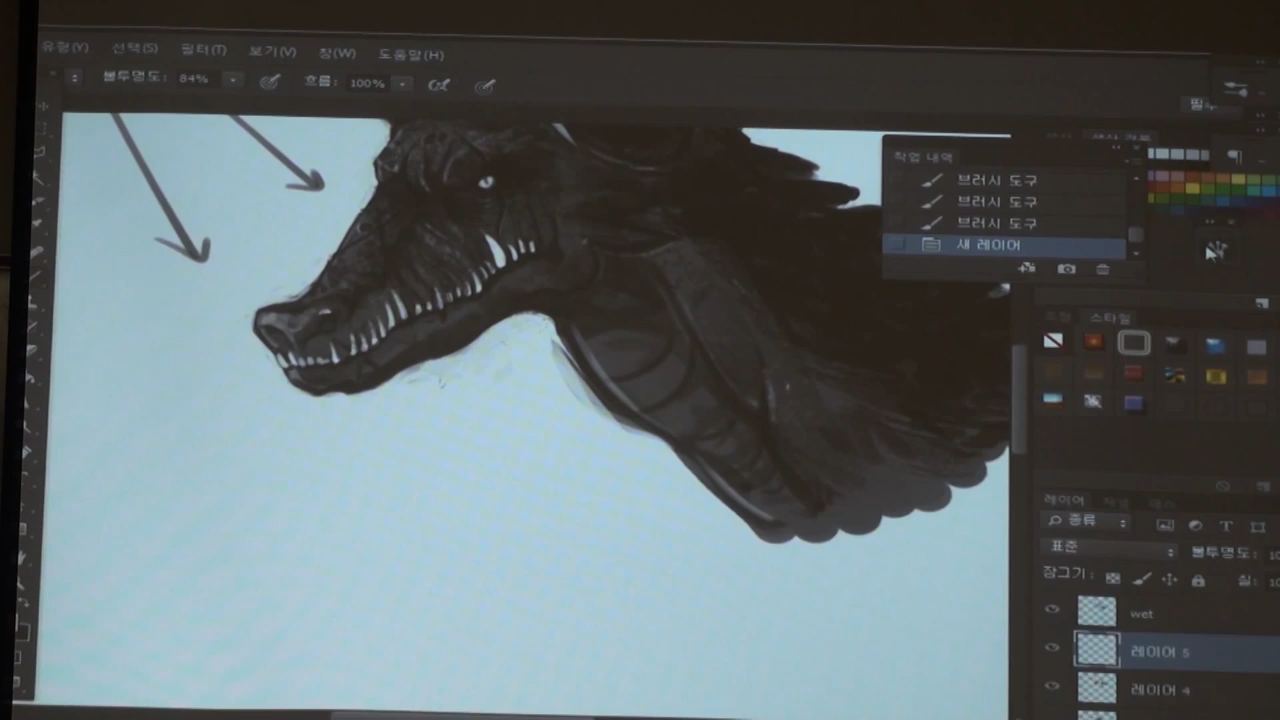 유형(Y) 선택(S) 필터(T) 보기(V) 창(W) 도움말(H)
불투명도: 84% 흐름: 100%
작업 내역
브러시 도구
브러시 도구
브러시 도구
새 레이어
스타일
레이어
종류
표준 불투명도: 10
잠그기: 칠: 10
wet
레이어 5
레이어 4